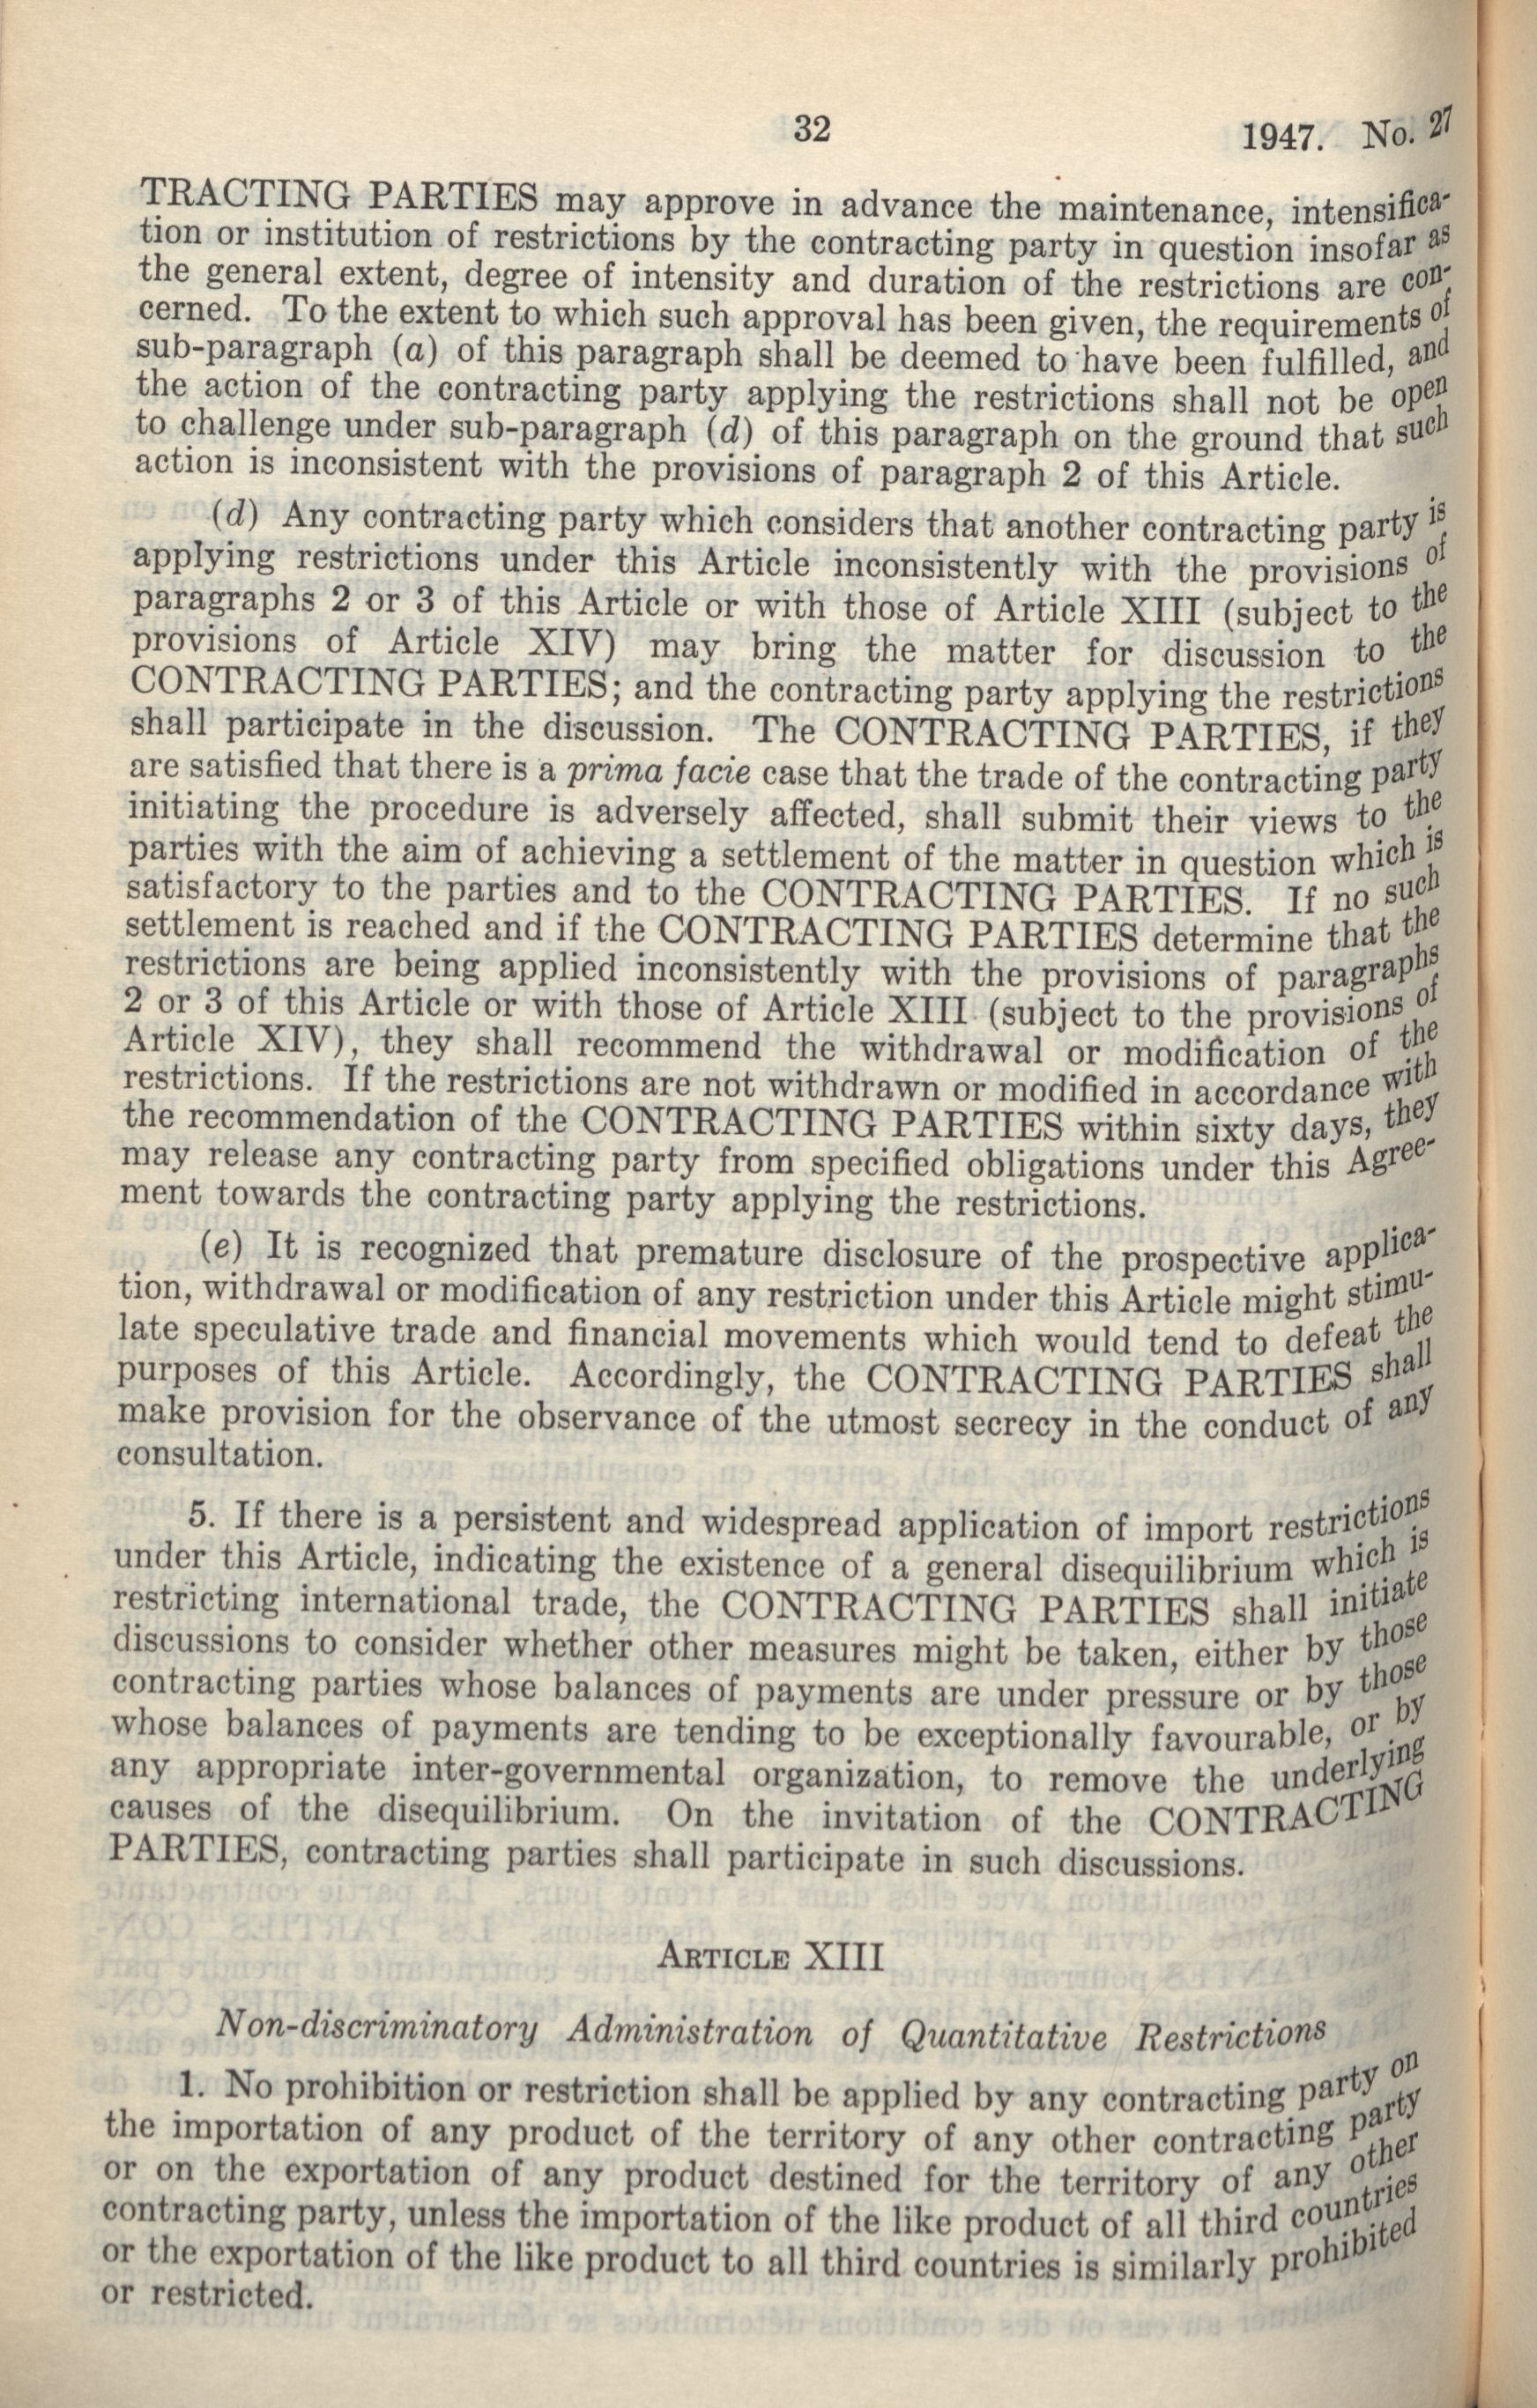 32
1947. No. 27
TRACTING PARTIES may approve in advance the maintenance, intensifica-
tion or institution of restrictions by the contracting party in question insofar as
the general extent, degree of intensity and duration of the restrictions are con-
cerned. To the extent to which such approval has been given, the requirements of
sub-paragraph (a) of this paragraph shall be deemed to have been fulfilled, and
the action of the contracting party applying the restrictions shall not be open
to challenge under sub-paragraph (d) of this paragraph on the ground that such
action is inconsistent with the provisions of paragraph 2 of this Article.
(d) Any contracting party which considers that another contracting party is
applying restrictions under this Article inconsistently with the provisions of
paragraphs 2 or 3 of this Article or with those of Article XIII (subject to the
provisions of Article XIV) may bring the matter for discussion to the
CONTRACTING PARTIES; and the contracting party applying the restrictions
shall participate in the discussion. The CONTRACTING PARTIES, if they
are satisfied that there is a prima facie case that the trade of the contracting party
initiating the procedure is adversely affected, shall submit their views to the
parties with the aim of achieving a settlement of the matter in question which is
satisfactory to the parties and to the CONTRACTING PARTIES. If no such
settlement is reached and if the CONTRACTING PARTIES determine that the
restrictions are being applied inconsistently with the provisions of paragraphs
2 or 3 of this Article or with those of Article XIII (subject to the provisions of
Article XIV), they shall recommend the withdrawal or modification of the
restrictions. If the restrictions are not withdrawn or modified in accordance with
the recommendation of the CONTRACTING PARTIES within sixty days, they
may release any contracting party from specified obligations under this Agree-
ment towards the contracting party applying the restrictions.
(e) It is recognized that premature disclosure of the prospective applica-
tion, withdrawal or modification of any restriction under this Article might stimu-
late speculative trade and financial movements which would tend to defeat the
purposes of this Article. Accordingly, the CONTRACTING PARTIES shall
make provision for the observance of the utmost secrecy in the conduct of any
consultation.
5. If there is a persistent and widespread application of import restrictions
under this Article, indicating the existence of a general disequilibrium which is
restricting international trade, the CONTRACTING PARTIES shall initiate
discussions to consider whether other measures might be taken, either by those
contracting parties whose balances of payments are under pressure or by those
whose balances of payments are tending to be exceptionally favourable, or by
any appropriate inter-governmental organization, to remove the underlying
causes of the disequilibrium. On the invitation of the CONTRACTING
PARTIES, contracting parties shall participate in such discussions.
ARTICLE XIII
Non-discriminatory Administration of Quantitative Restrictions
1. No prohibition or restriction shall be applied by any contracting party on
the importation of any product of the territory of any other contracting party
or on the exportation of any product destined for the territory of any other
contracting party, unless the importation of the like product of all third countries
or the exportation of the like product to all third countries is similarly prohibited
or restricted.